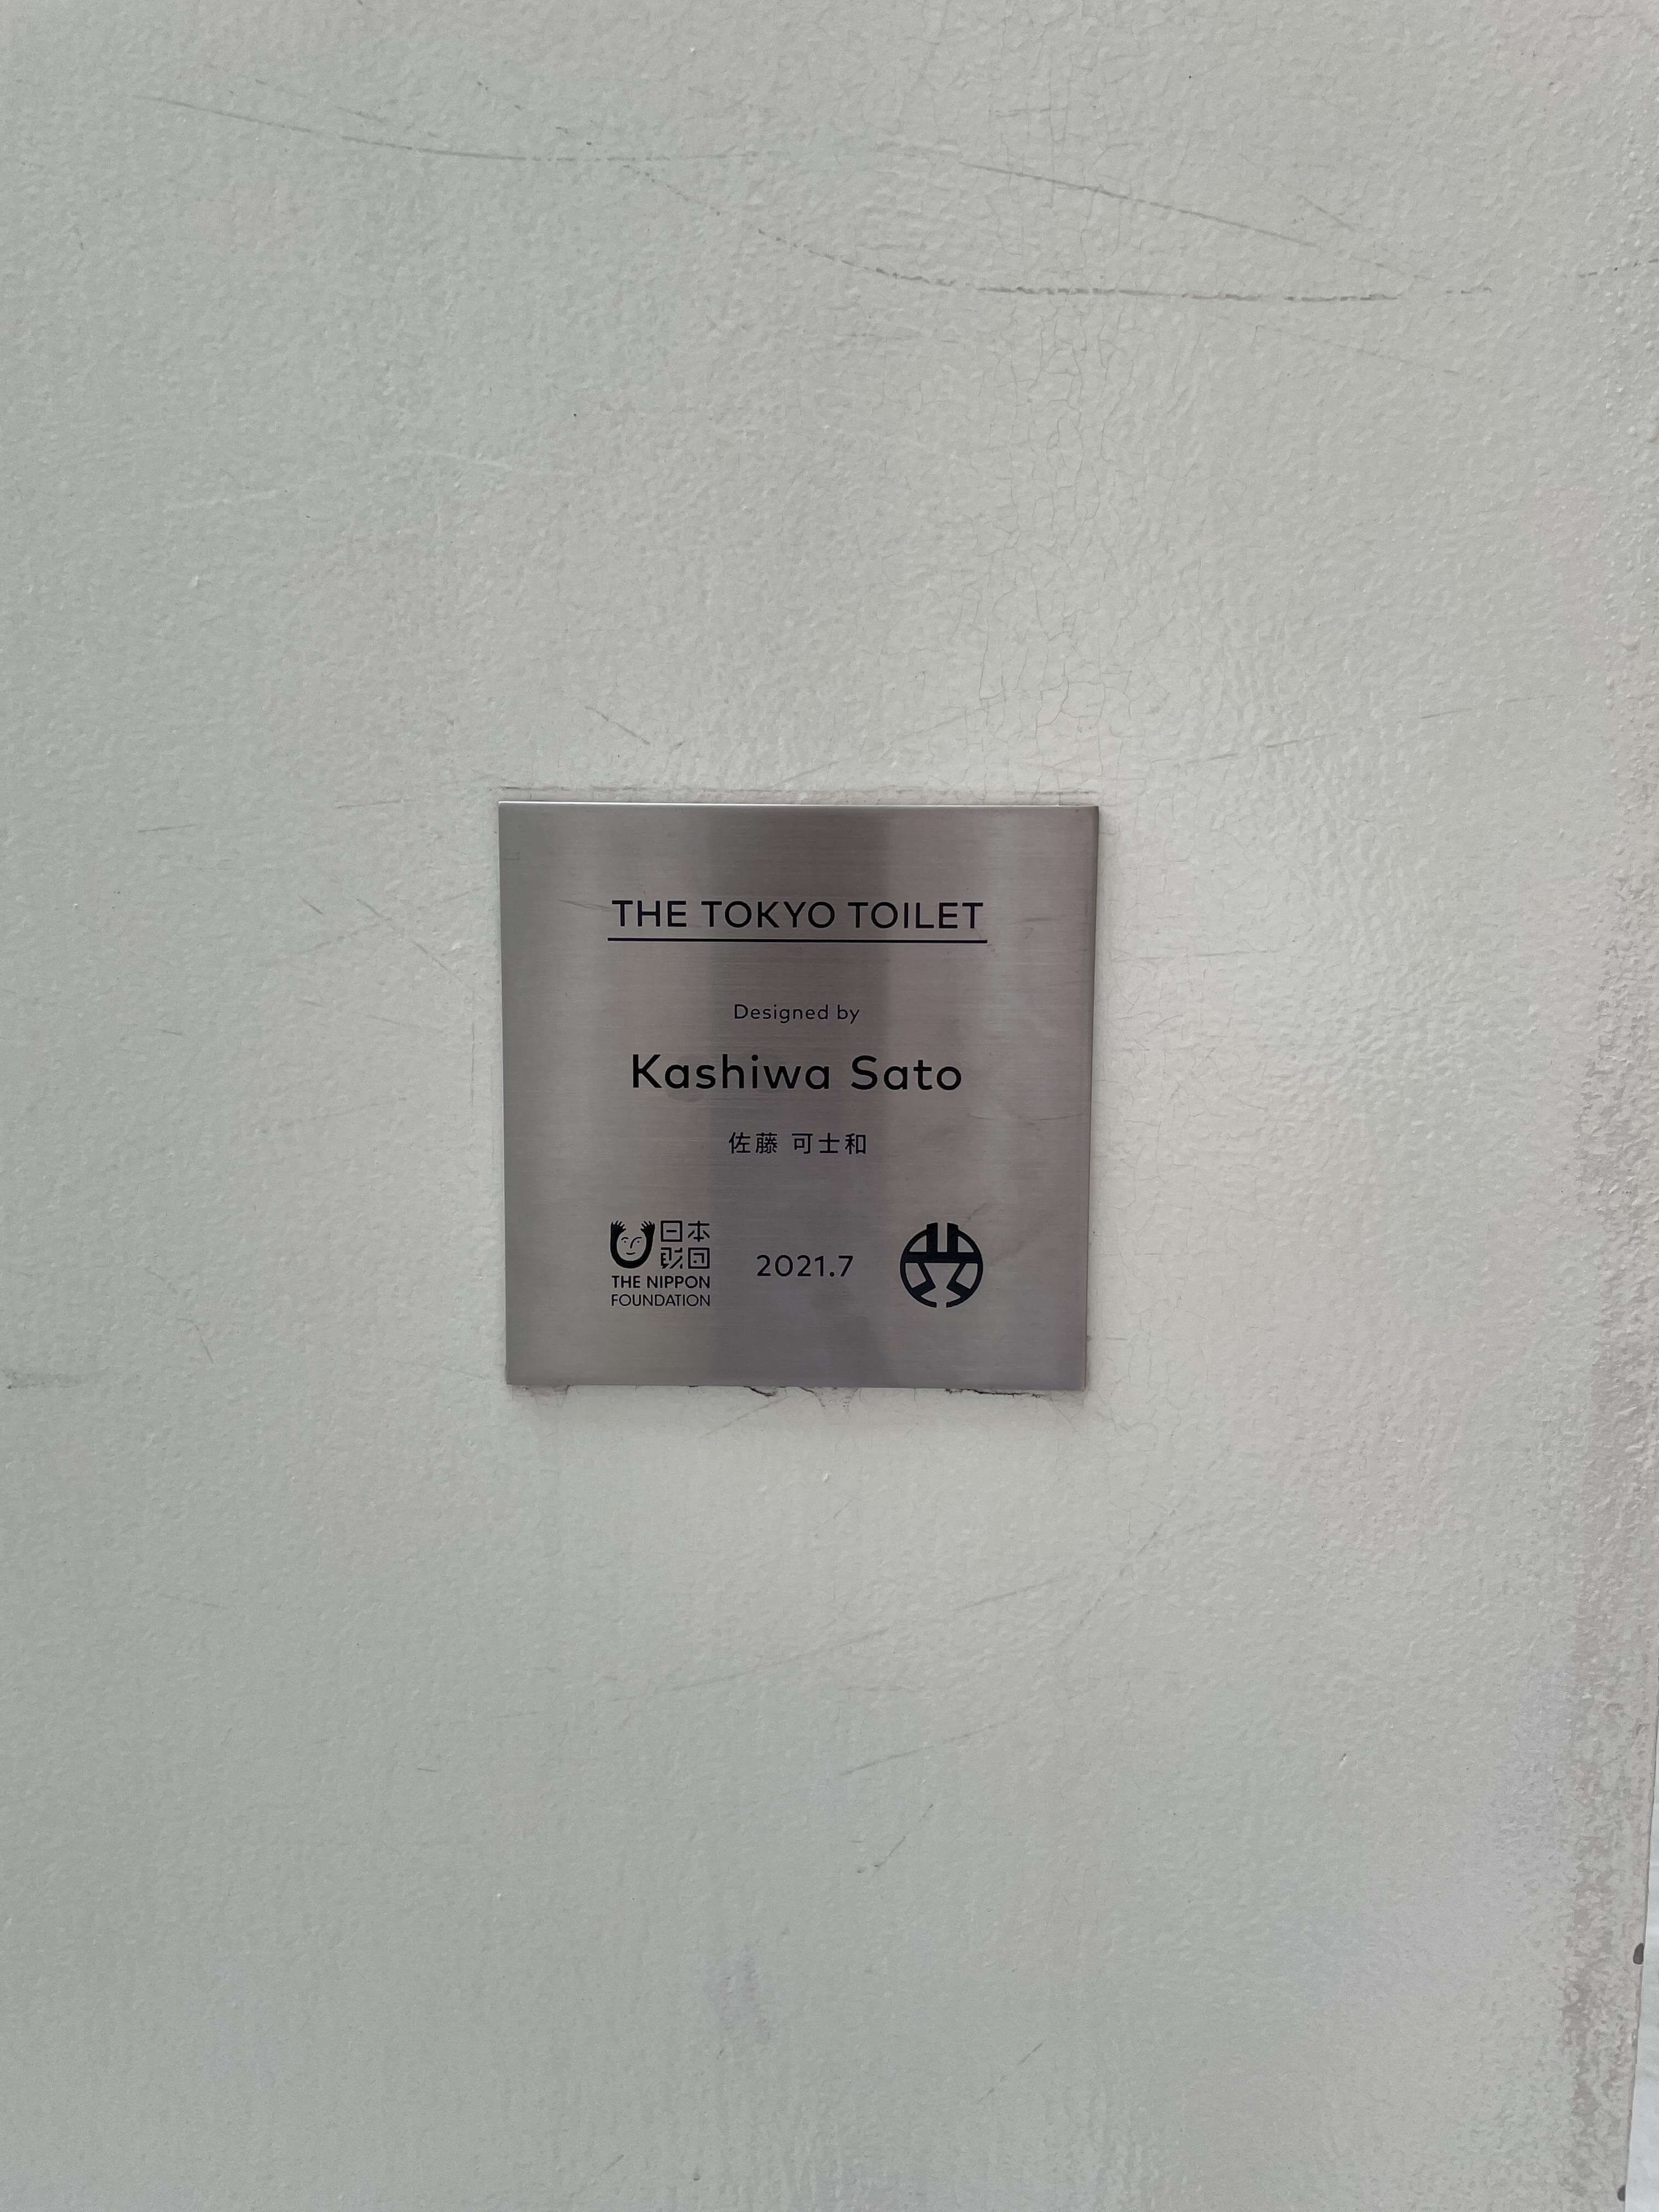 THE TOKYO TOILET
Designed by
Kashiwa Sato
佐藤 可士和
日本
財団
THE NIPPON
FOUNDATION
2021.7